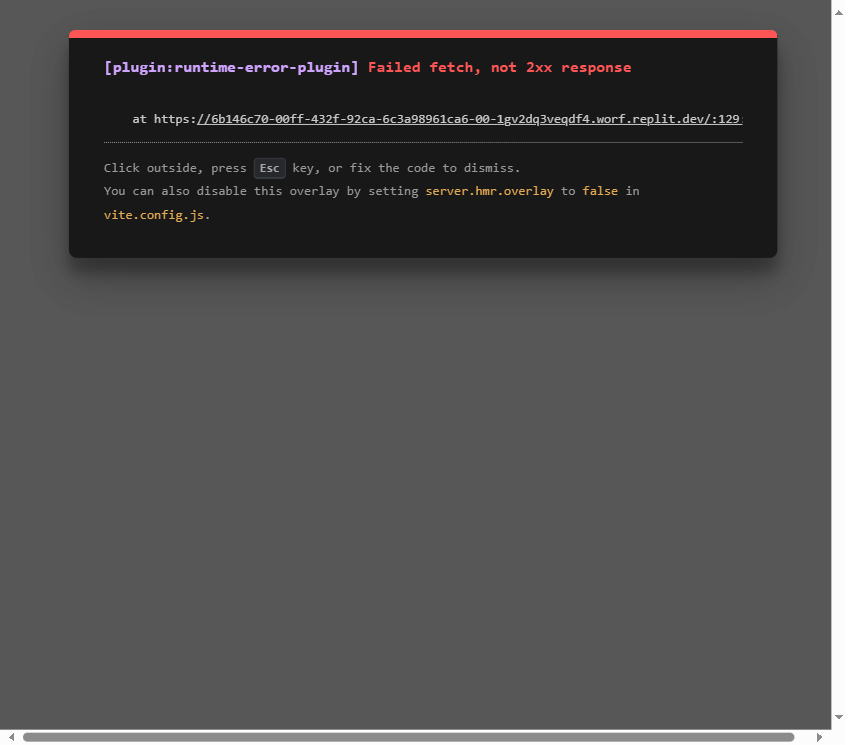 [plugin:runtime-error-plugin] Failed fetch, not 2xx response
at https://6b146c70-00ff-432f-92ca-6c3a98961ca6-00-1gv2dq3veqdf4.worf.replit.dev/:129:
Click outside, press Esc key, or fix the code to dismiss.
You can also disable this overlay by setting server.hmr.overlay to false in
vite.config.js.